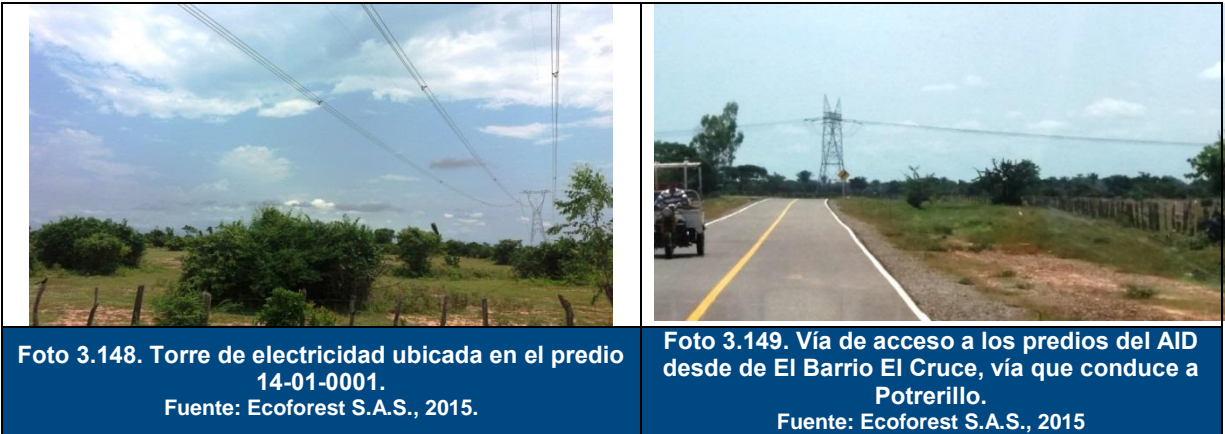 Foto 3.148. Torre de electricidad ubicada en el predio
14-01-0001.
Fuente: Ecoforest S.A.S., 2015.
Foto 3.149. Vía de acceso a los predios del AID
desde de El Barrio El Cruce, vía que conduce a
Potrerillo.
Fuente: Ecoforest S.A.S., 2015